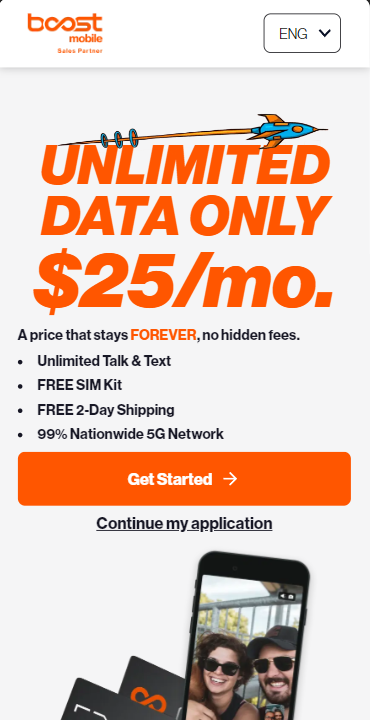 boost
mobile
Sales Partner
ENG
UNLIMITED
DATA ONLY
$25/mo.
A price that stays FOREVER, no hidden fees.
• Unlimited Talk & Text
• FREE SIM Kit
• FREE 2-Day Shipping
• 99% Nationwide 5G Network
Get Started →
Continue my application